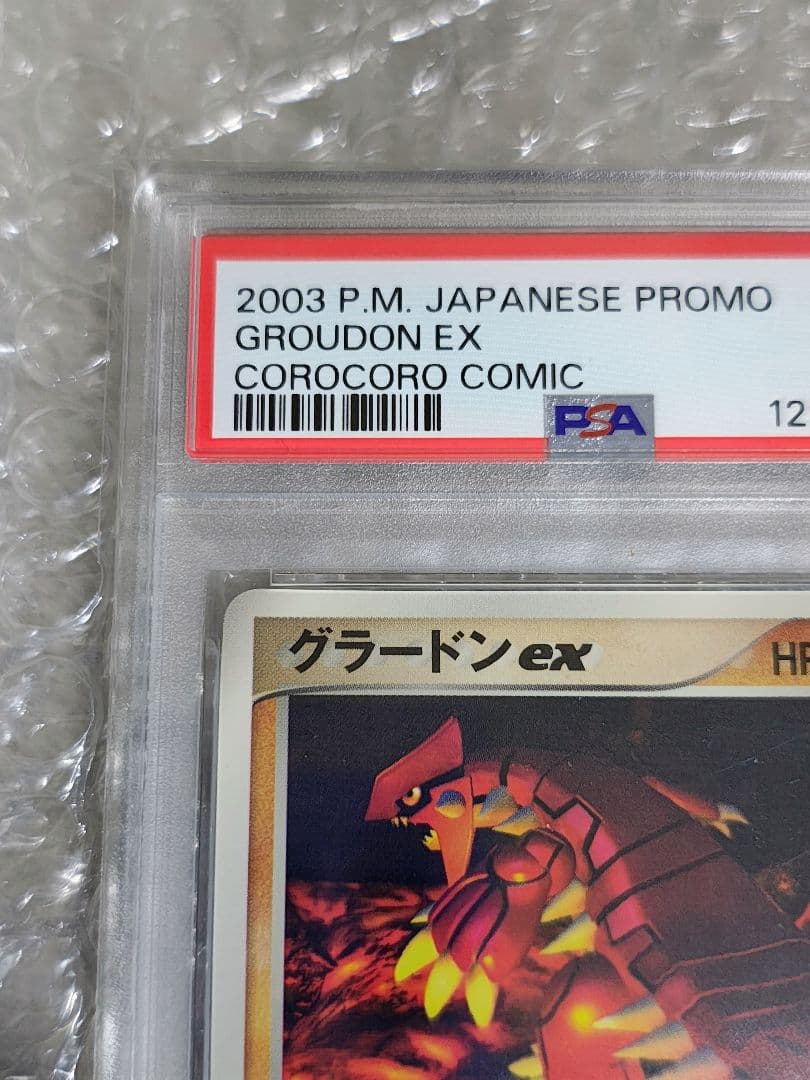 2003 P.M. JAPANESE PROMO
GROUDON EX
COROCORO COMIC
PSA 12
グラードンex HP